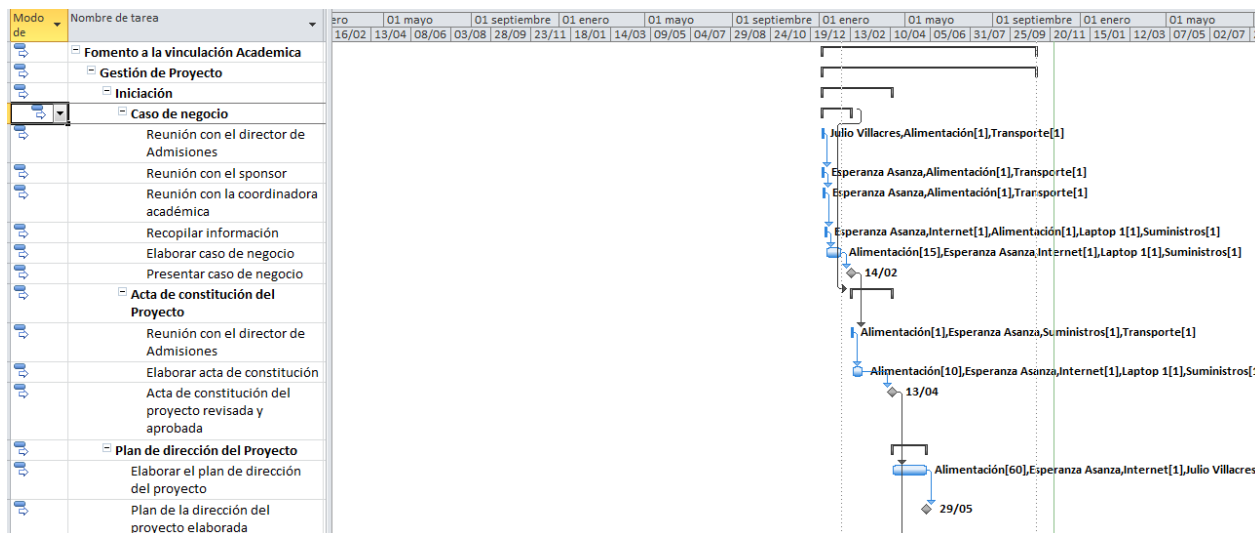 Modo de
Nombre de tarea
ero 01 mayo 01 septiembre 01 enero 01 mayo 01 septiembre 01 enero 01 mayo 01 septiembre 01 enero 01 mayo
16/02 13/04 08/06 03/08 28/09 23/11 18/01 14/03 09/05 04/07 29/08 24/10 19/12 13/02 10/04 05/06 31/07 25/09 20/11 15/01 12/03 07/05 02/07
Fomento a la vinculación Academica
Gestión de Proyecto
Iniciación
Caso de negocio
Reunión con el director de
Admisiones
Julio Villacres,Alimentación[1],Transporte[1]
Reunión con el sponsor
Esperanza Asanza,Alimentación[1],Transporte[1]
Reunión con la coordinadora
académica
Esperanza Asanza,Alimentación[1],Transporte[1]
Recopilar información
Esperanza Asanza,Internet[1],Alimentación[1],Laptop 1[1],Suministros[1]
Elaborar caso de negocio
Alimentación[15],Esperanza Asanza,Internet[1],Laptop 1[1],Suministros[1]
Presentar caso de negocio
14/02
Acta de constitución del
Proyecto
Reunión con el director de
Admisiones
Alimentación[1],Esperanza Asanza,Suministros[1],Transporte[1]
Elaborar acta de constitución
Alimentación[10],Esperanza Asanza,Internet[1],Laptop 1[1],Suministros[1
Acta de constitución del
proyecto revisada y
aprobada
13/04
Plan de dirección del Proyecto
Elaborar el plan de dirección
del proyecto
Alimentación[60],Esperanza Asanza,Internet[1],Julio Villacres
Plan de la dirección del
proyecto elaborada
29/05